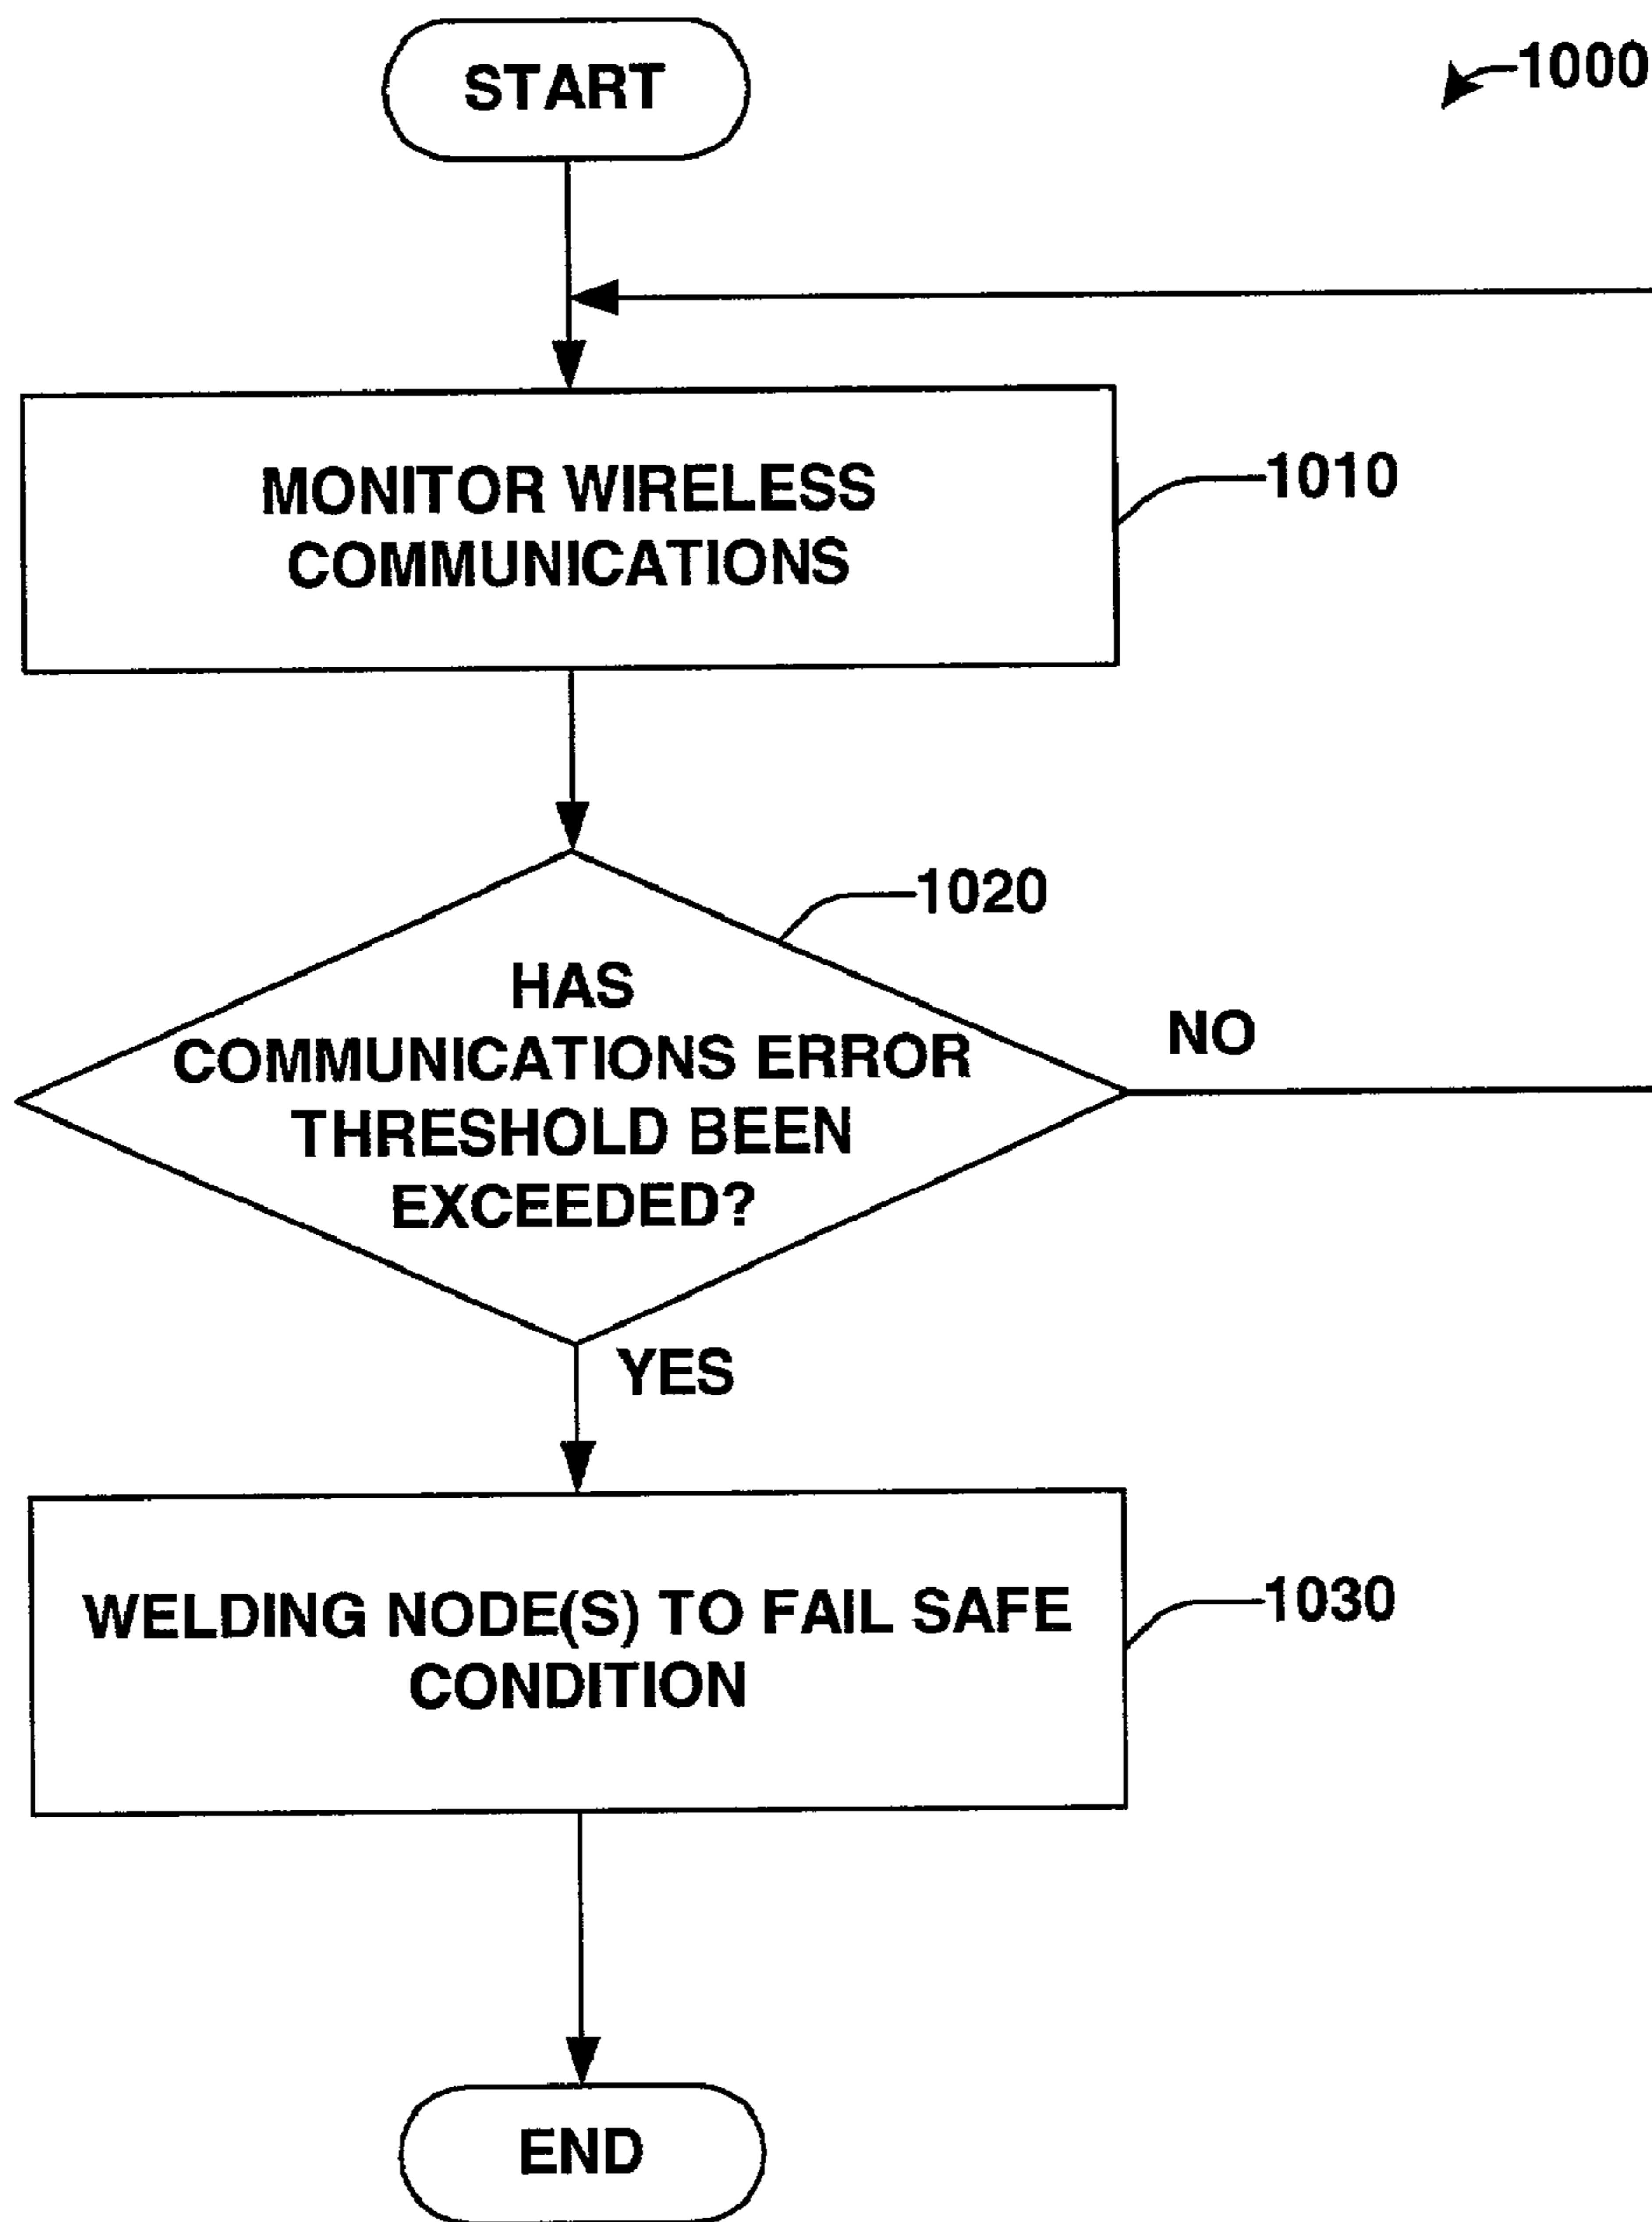 START
1000
MONITOR WIRELESS
COMMUNICATIONS
1010
1020
HAS
COMMUNICATIONS ERROR
THRESHOLD BEEN
EXCEEDED?
NO
YES
WELDING NODE(S) TO FAIL SAFE
CONDITION
1030
END